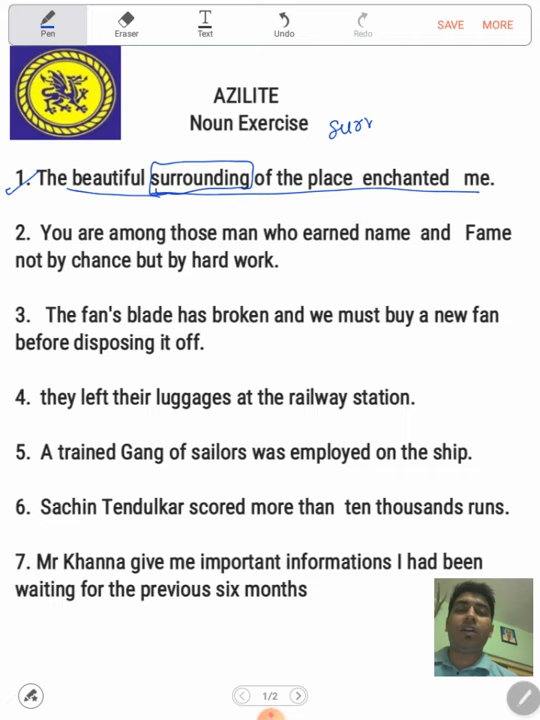 Pen
Eraser
Text
Undo
Redo
SAVE
MORE
AZILITE
Noun Exercise surr
1. The beautiful surrounding of the place enchanted me.
2. You are among those man who earned name and Fame
not by chance but by hard work.
3. The fan's blade has broken and we must buy a new fan
before disposing it off.
4. they left their luggages at the railway station.
5. A trained Gang of sailors was employed on the ship.
6. Sachin Tendulkar scored more than ten thousands runs.
7. Mr Khanna give me important informations I had been
waiting for the previous six months
1/2